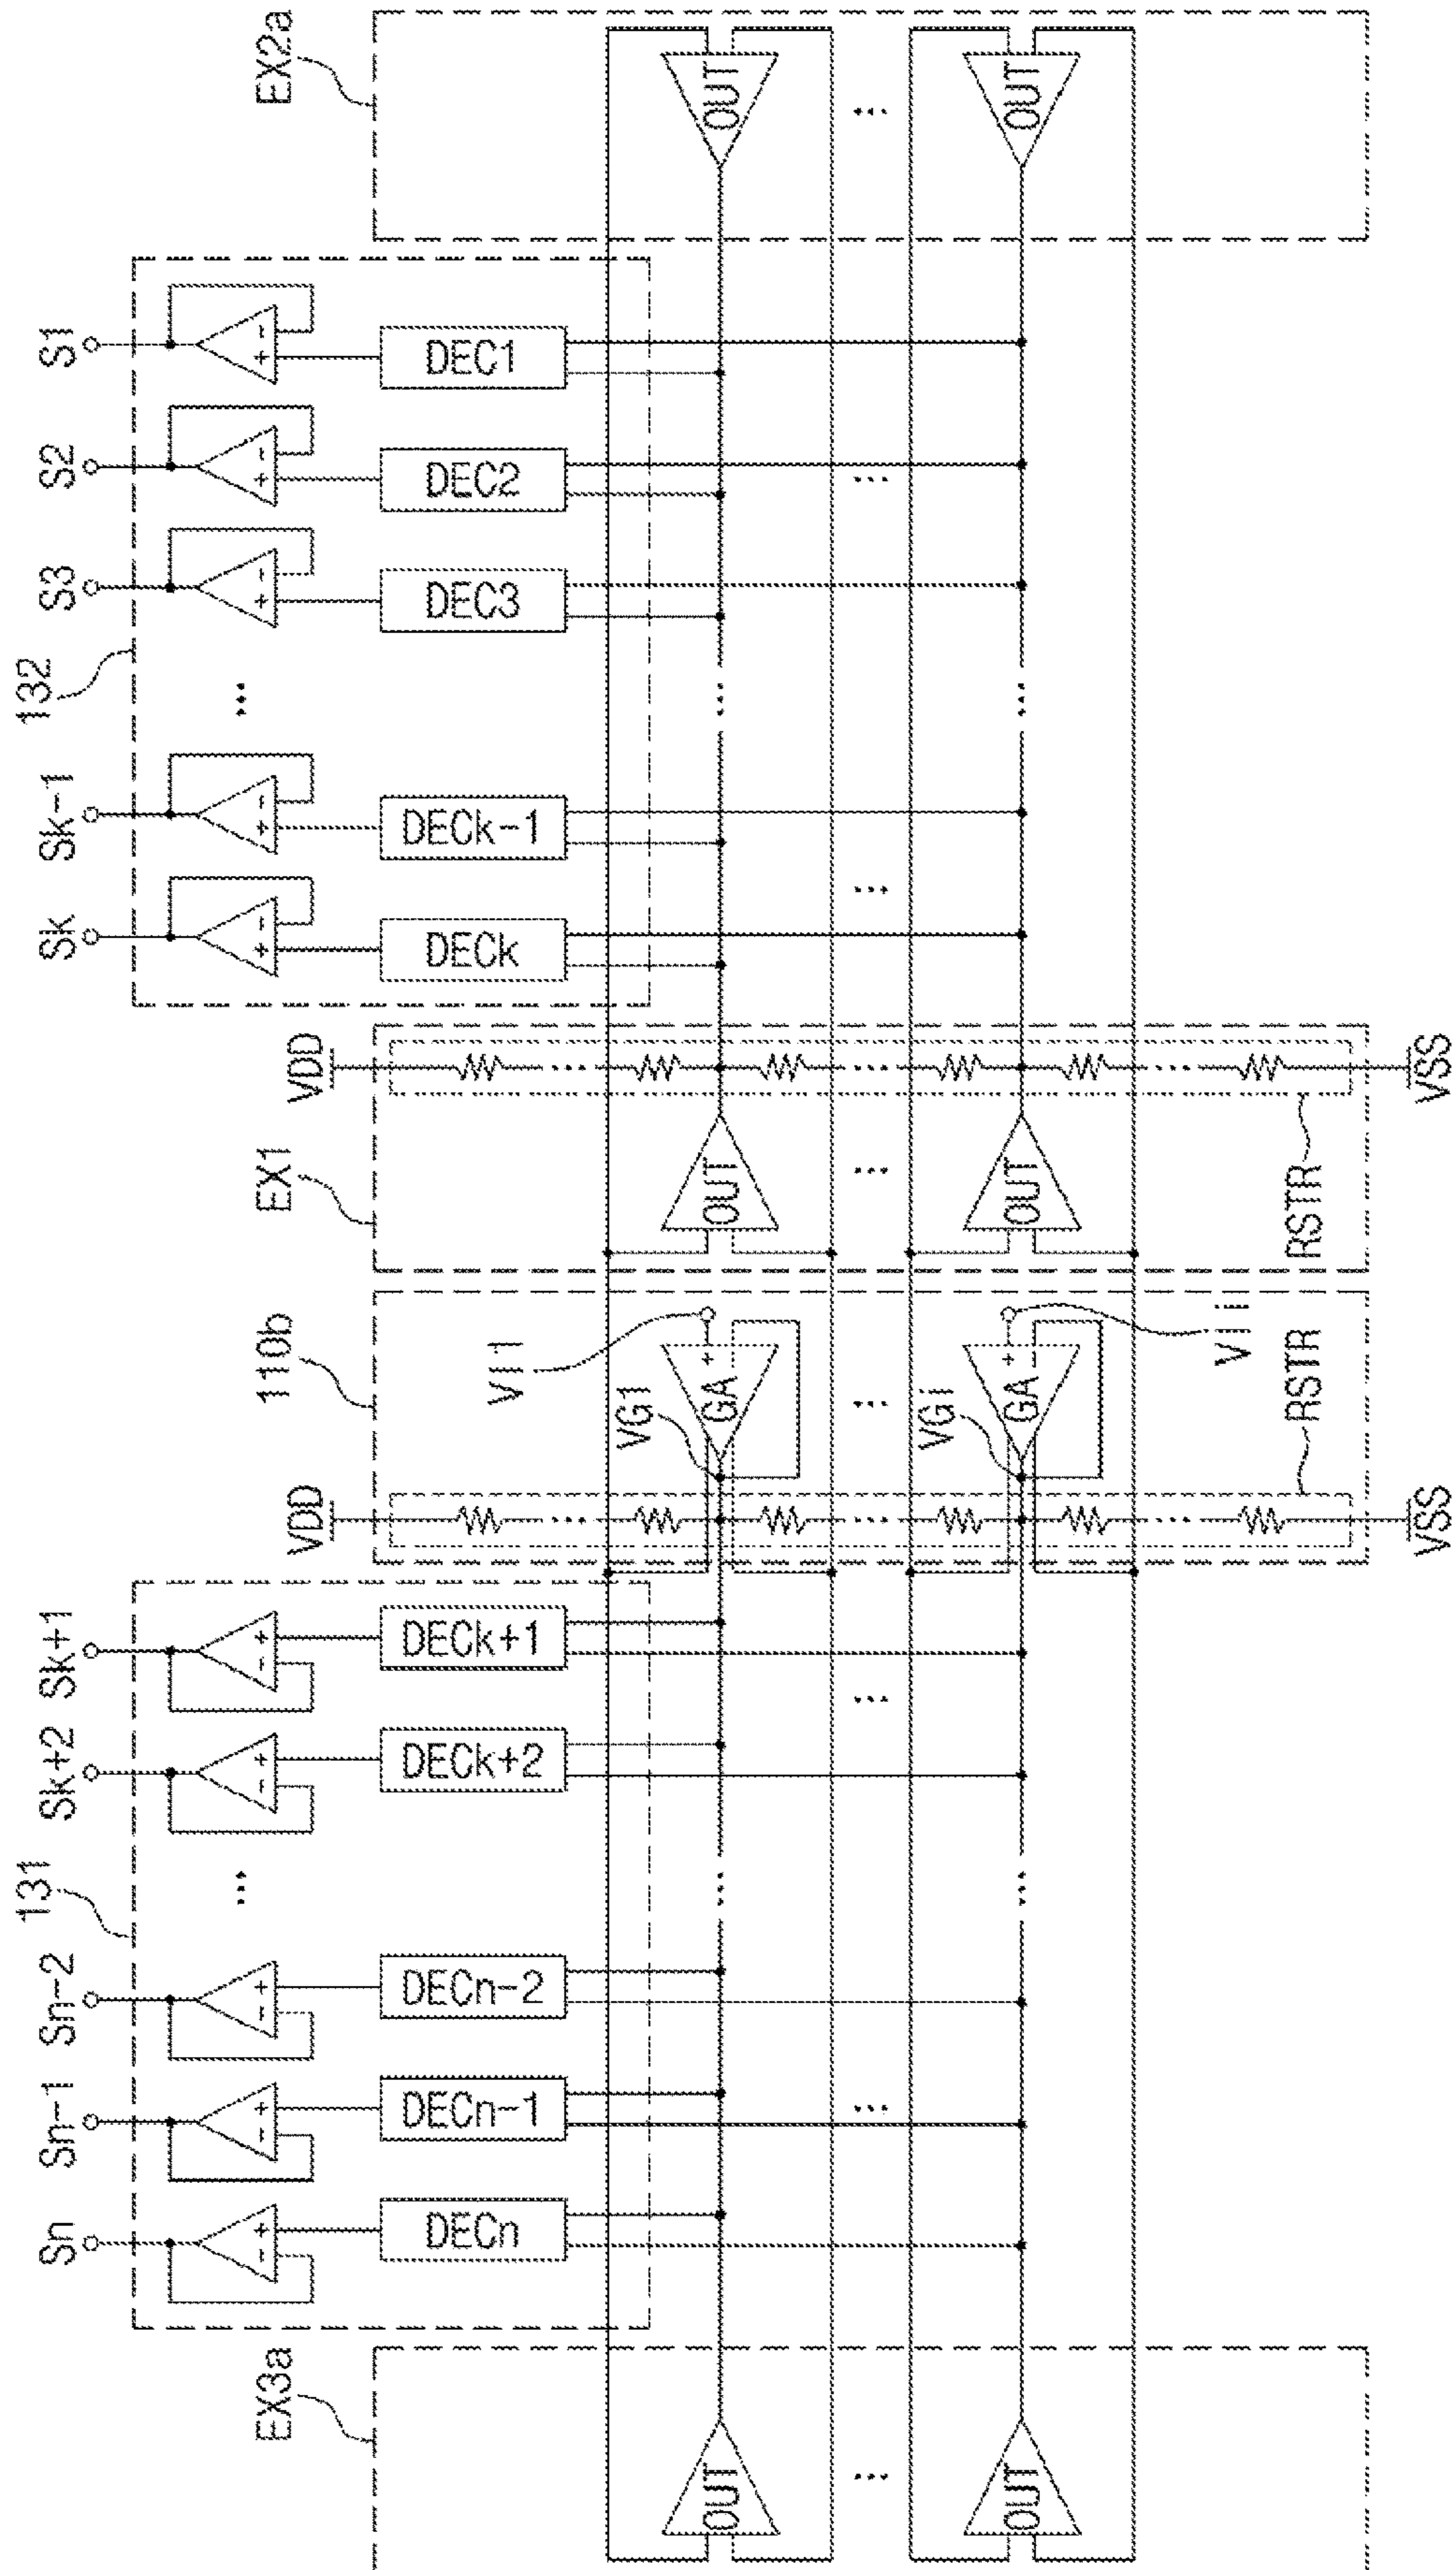 131
132
Sn
Sn-1
Sn-2
Sk+2
Sk+1
Sk
Sk-1
S3
S2
S1
EX3a
110b
EX1
EX2a
VDD
VDD
DECn
DECn-1
DECn-2
DECk+2
DECk+1
DECk
DECk-1
DEC3
DEC2
DEC1
VI1
VG1
OUT
GA
OUT
OUT
VGi
OUT
GA
OUT
OUT
VIi
RSTR
RSTR
VSS
VSS